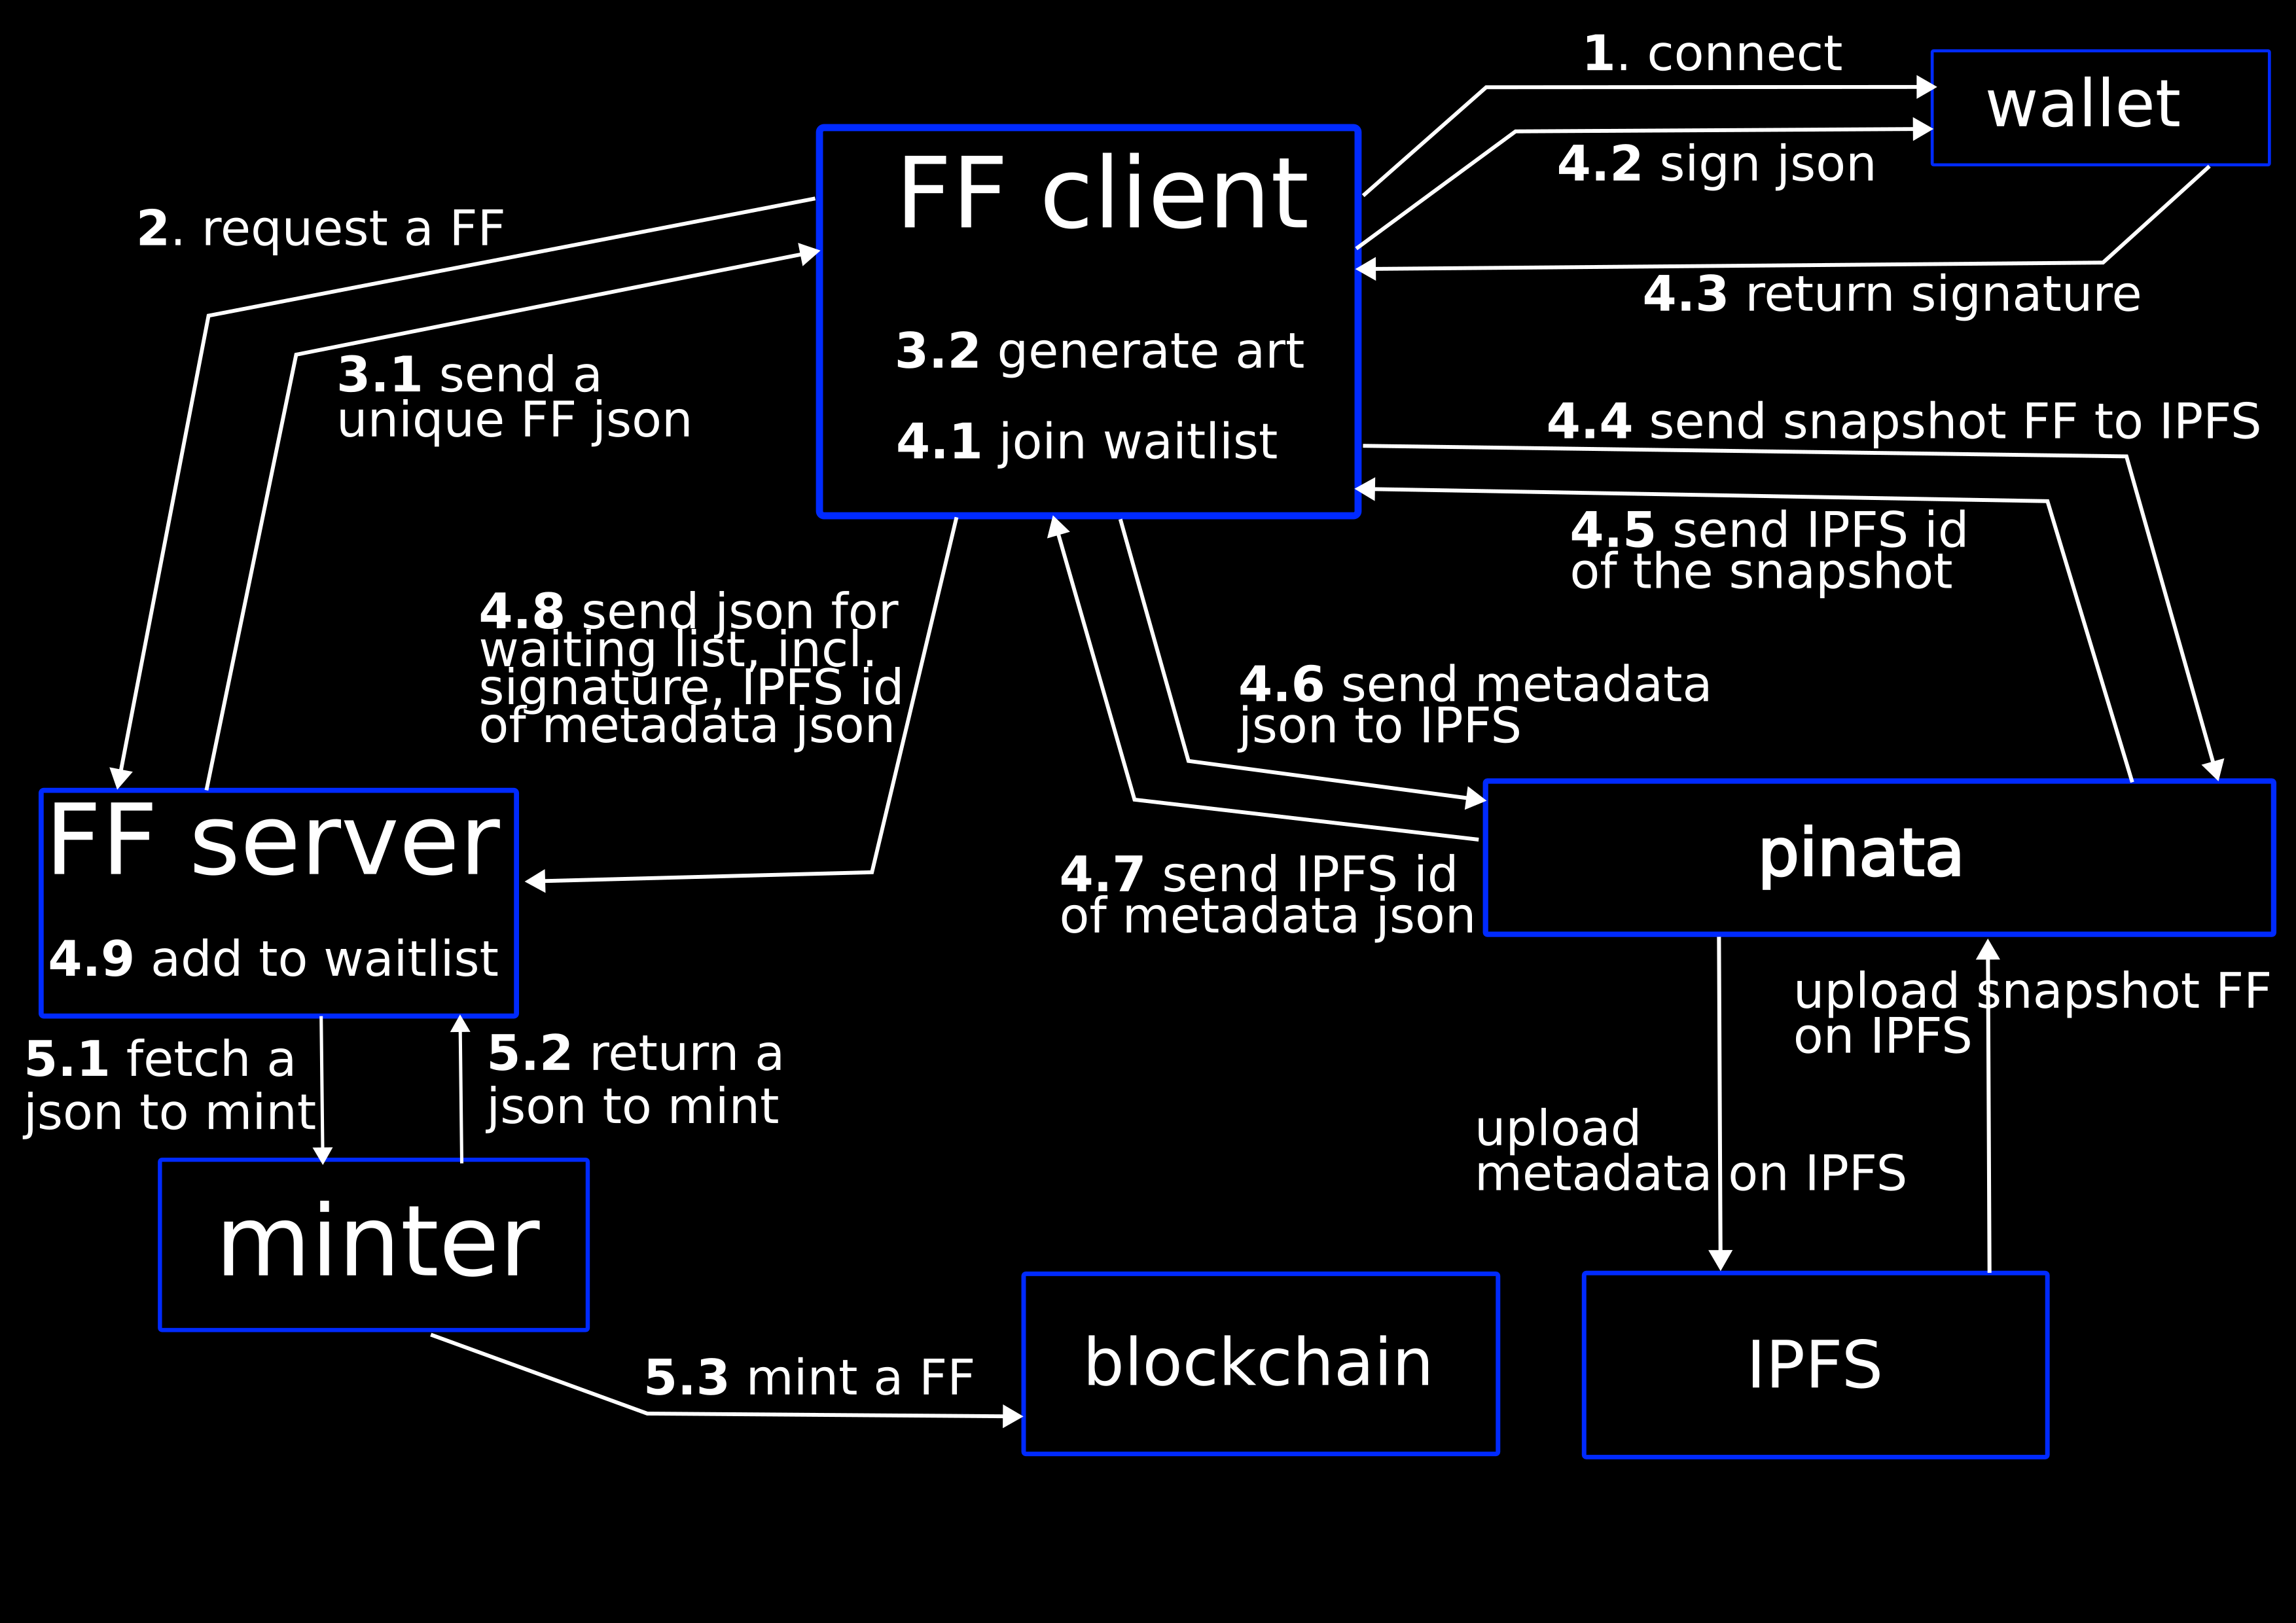 1. connect
wallet
4.2 sign json
FF client
2. request a FF
4.3 return signature
3.2 generate art
3.1 send a
unique FF json
4.1 join waitlist
4.4 send snapshot FF to IPFS
4.5 send IPFS id
of the snapshot
4.8 send json for
waiting list, incl.
signature, IPFS id
of metadata json
4.6 send metadata
json to IPFS
FF server
pinata
4.7 send IPFS id
of metadata json
4.9 add to waitlist
upload snapshot FF
on IPFS
5.1 fetch a
json to mint
5.2 return a
json to mint
upload
metadata on IPFS
minter
blockchain
IPFS
5.3 mint a FF